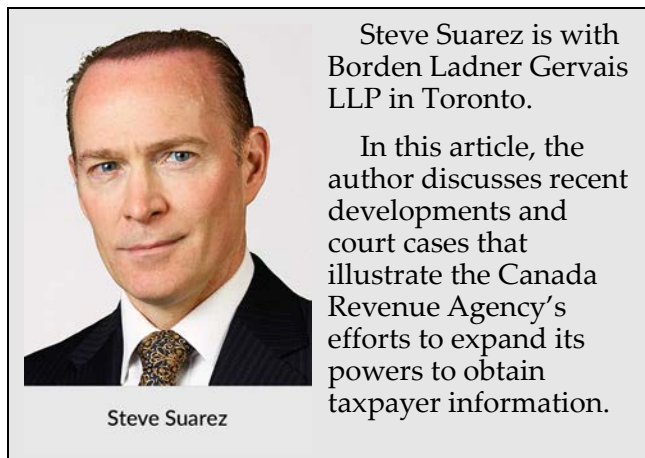 Steve Suarez is with
Borden Ladner Gervais
LLP in Toronto.
In this article, the
author discusses recent
developments and
court cases that
illustrate the Canada
Revenue Agency’s
efforts to expand its
powers to obtain
taxpayer information.
Steve Suarez